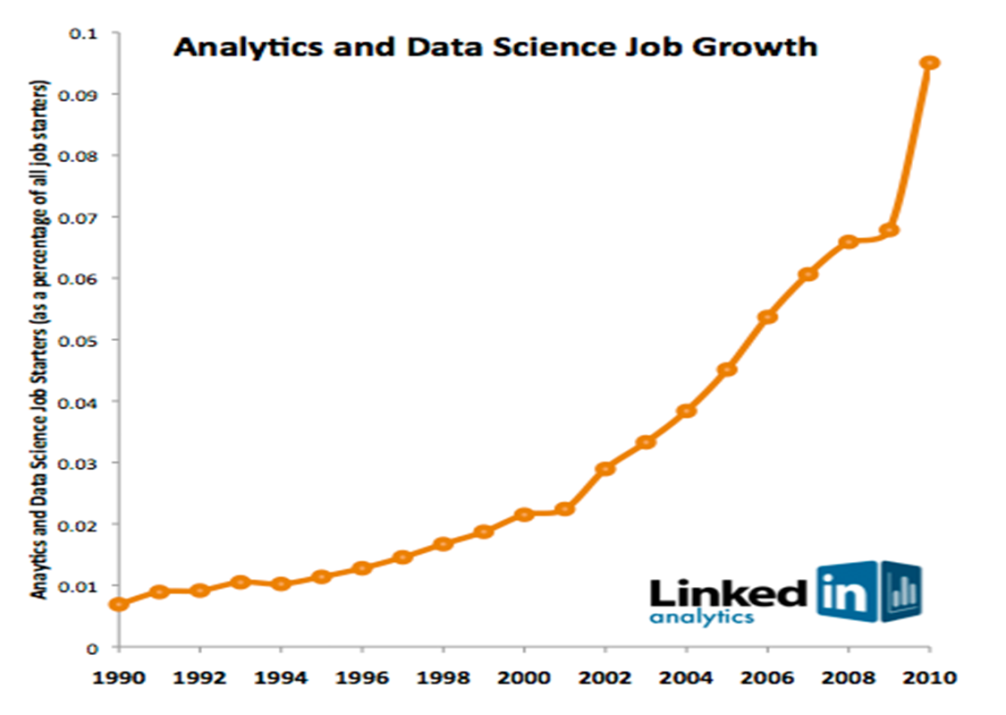 Analytics and Data Science Job Growth
Anaytics and Data Science Job Starters (as a percentage of all job starters)
0.1
0.09
0.08
0.07
0.06
0.05
0.04
0.03
0.02
0.01
0
1990 1992 1994 1996 1998 2000 2002 2004 2006 2008 2010
Linked in
analytics